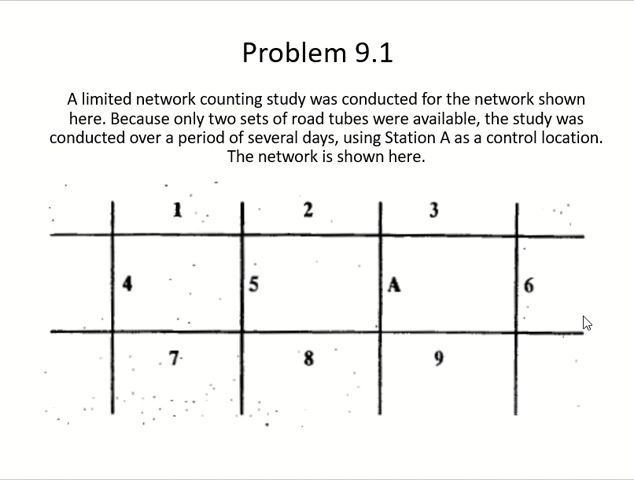 Problem 9.1
A limited network counting study was conducted for the network shown
here. Because only two sets of road tubes were available, the study was
conducted over a period of several days, using Station A as a control location.
The network is shown here.
1 2 3
4 5 A 6
7 8 9